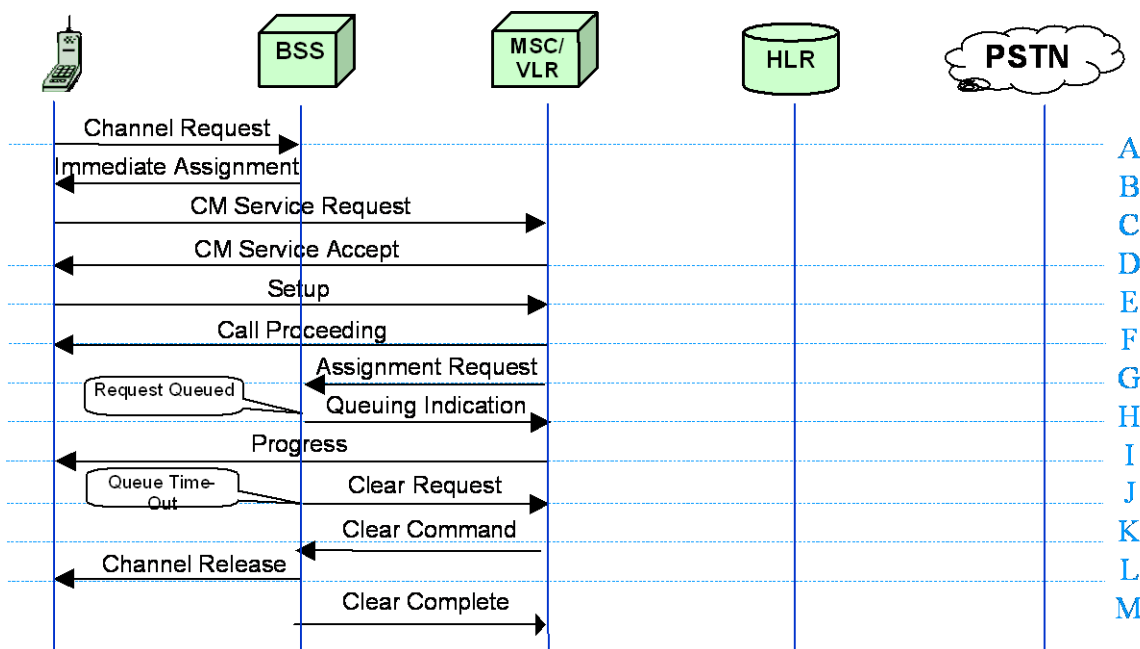 BSS
MSC/
VLR
HLR
PSTN
Channel Request
A
Immediate Assignment
B
CM Service Request
C
CM Service Accept
D
Setup
E
Call Proceeding
F
Assignment Request
G
Request Queued
Queuing Indication
H
Progress
I
Queue Time-
Out
Clear Request
J
Clear Command
K
Channel Release
L
Clear Complete
M